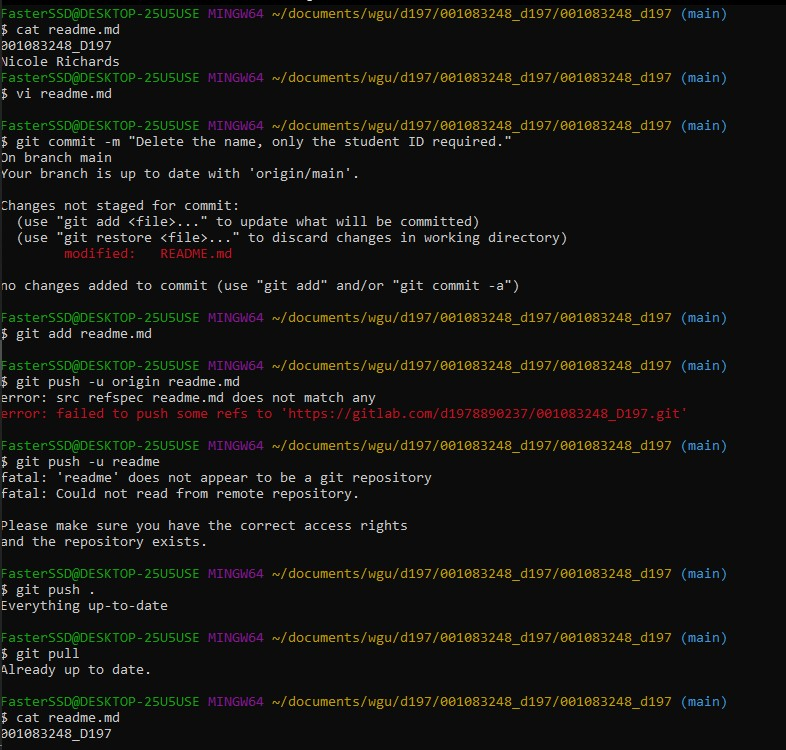 FasterSSD@DESKTOP-25U5USE MINGW64 ~/documents/wgu/d197/001083248_d197/001083248_d197 (main)
$ cat readme.md
001083248_D197
Nicole Richards
FasterSSD@DESKTOP-25U5USE MINGW64 ~/documents/wgu/d197/001083248_d197/001083248_d197 (main)
$ vi readme.md
FasterSSD@DESKTOP-25U5USE MINGW64 ~/documents/wgu/d197/001083248_d197/001083248_d197 (main)
$ git commit -m "Delete the name, only the student ID required."
On branch main
Your branch is up to date with 'origin/main'.
Changes not staged for commit:
  (use "git add <file>..." to update what will be committed)
  (use "git restore <file>..." to discard changes in working directory)
        modified:   README.md
no changes added to commit (use "git add" and/or "git commit -a")
FasterSSD@DESKTOP-25U5USE MINGW64 ~/documents/wgu/d197/001083248_d197/001083248_d197 (main)
$ git add readme.md
FasterSSD@DESKTOP-25U5USE MINGW64 ~/documents/wgu/d197/001083248_d197/001083248_d197 (main)
$ git push -u origin readme.md
error: src refspec readme.md does not match any
error: failed to push some refs to 'https://gitlab.com/d1978890237/001083248_D197.git'
FasterSSD@DESKTOP-25U5USE MINGW64 ~/documents/wgu/d197/001083248_d197/001083248_d197 (main)
$ git push -u readme
fatal: 'readme' does not appear to be a git repository
fatal: Could not read from remote repository.
Please make sure you have the correct access rights
and the repository exists.
FasterSSD@DESKTOP-25U5USE MINGW64 ~/documents/wgu/d197/001083248_d197/001083248_d197 (main)
$ git push .
Everything up-to-date
FasterSSD@DESKTOP-25U5USE MINGW64 ~/documents/wgu/d197/001083248_d197/001083248_d197 (main)
$ git pull
Already up to date.
FasterSSD@DESKTOP-25U5USE MINGW64 ~/documents/wgu/d197/001083248_d197/001083248_d197 (main)
$ cat readme.md
001083248_D197